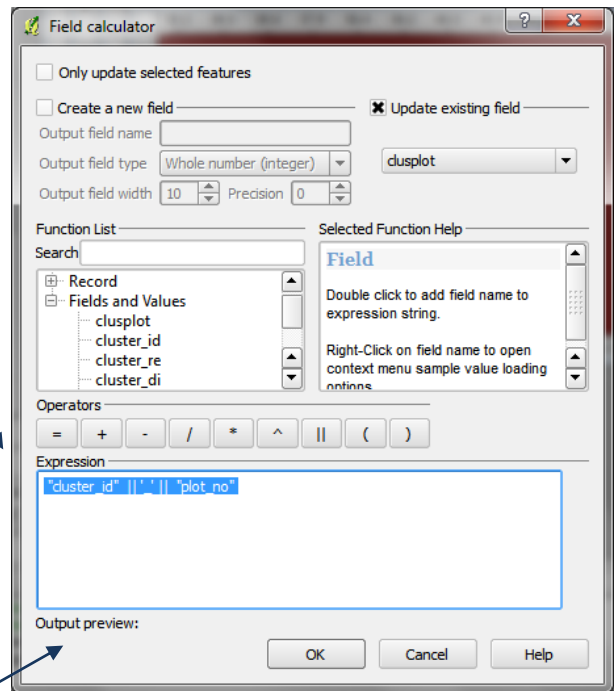 Field calculator
Only update selected features
Create a new field
Update existing field
Output field name
Output field type Whole number (integer)
clusplot
Output field width 10 Precision 0
Function List
Selected Function Help
Search
Field
Record
Fields and Values
clusplot
cluster_id
cluster_re
cluster_di
Double click to add field name to
expression string.
Right-Click on field name to open
context menu sample value loading
options
Operators
= + - / * ^ || ( )
Expression
"cluster_id" || '_' || "plot_no"
Output preview:
OK Cancel Help